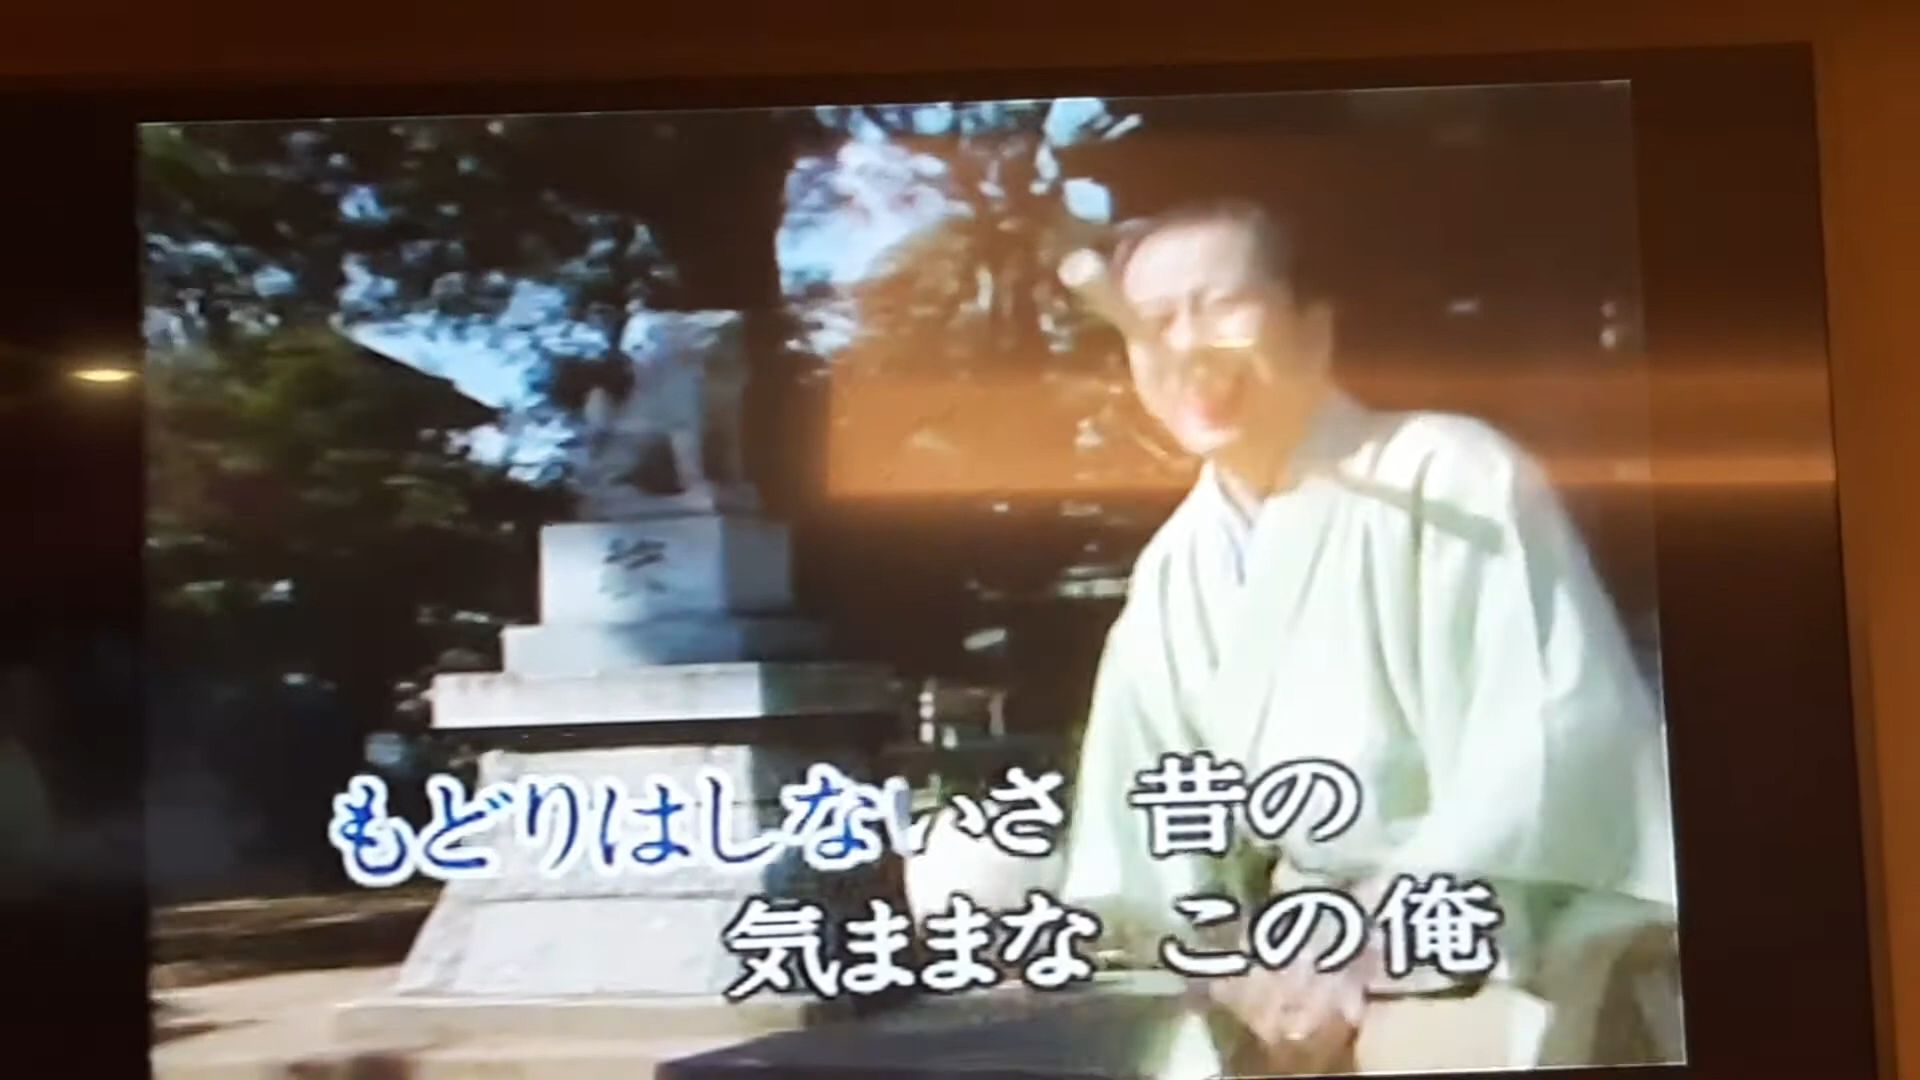 もどりはしないさ 昔の
気ままな この俺